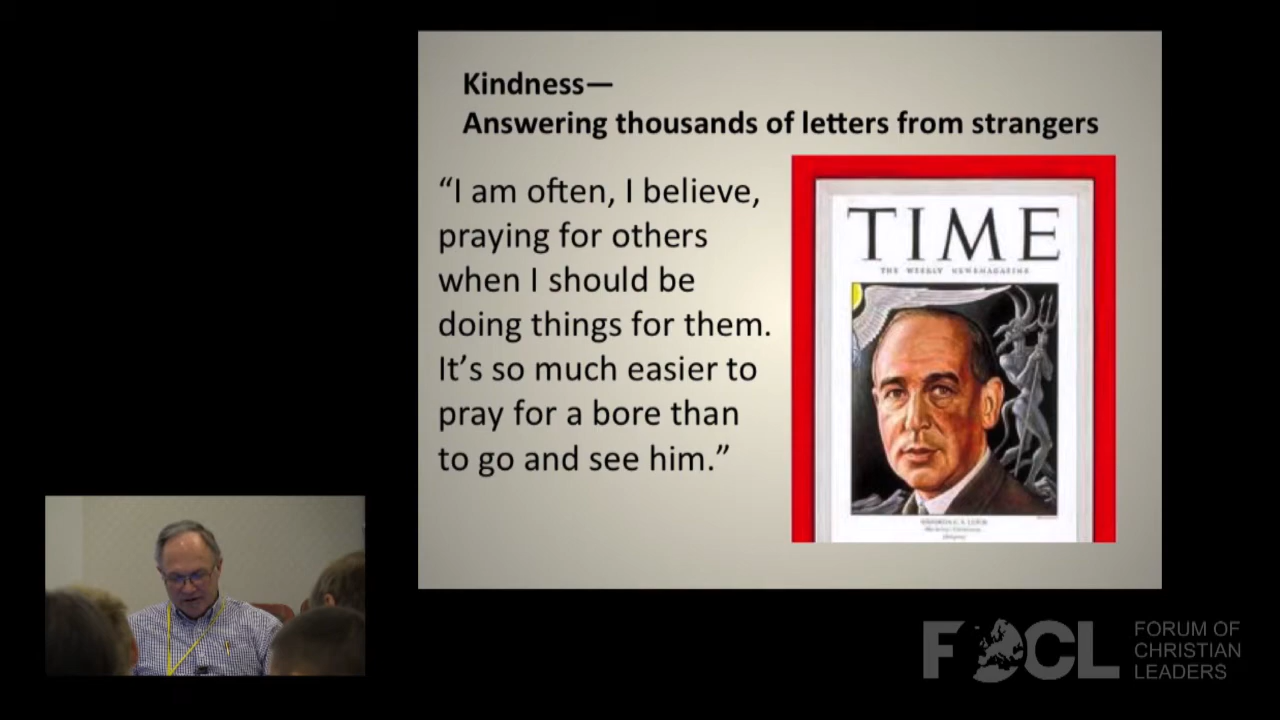 Kindness—
Answering thousands of letters from strangers
“I am often, I believe,
praying for others
when I should be
doing things for them.
It’s so much easier to
pray for a bore than
to go and see him.”
TIME
THE WEEKLY NEWSMAGAZINE
FOCL
FORUM OF
CHRISTIAN
LEADERS